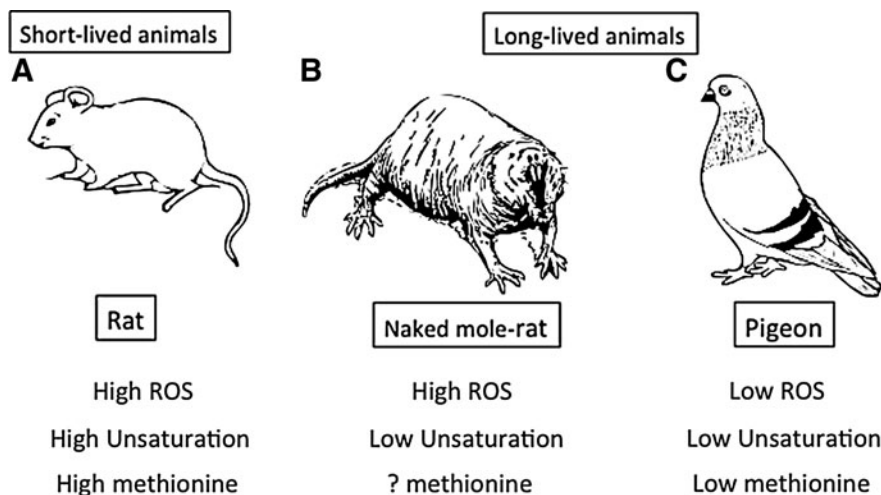 Short-lived animals
Long-lived animals
A
B
C
Rat
Naked mole-rat
Pigeon
High ROS
High ROS
Low ROS
High Unsaturation
Low Unsaturation
Low Unsaturation
High methionine
? methionine
Low methionine